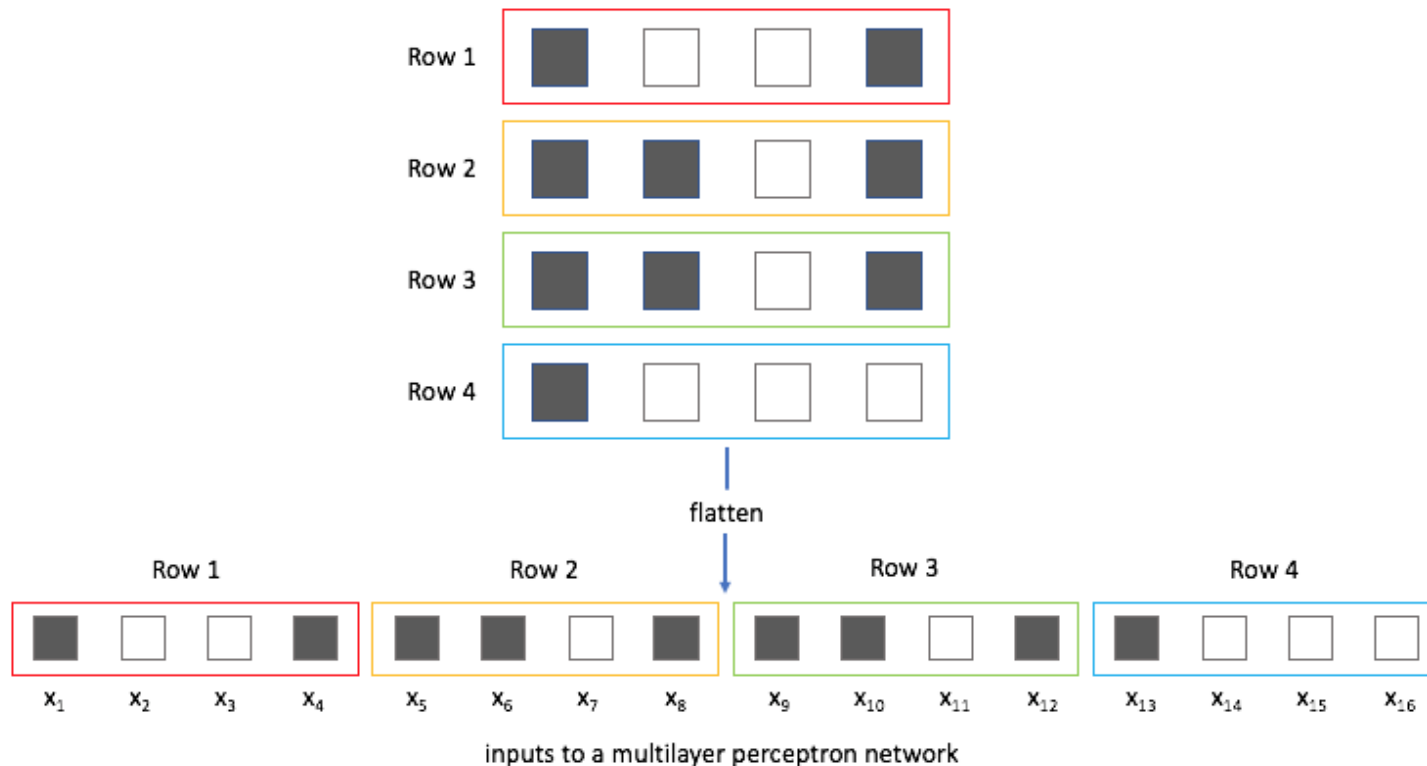 Row 1
Row 2
Row 3
Row 4
flatten
Row 1 Row 2 Row 3 Row 4
x₁ x₂ x₃ x₄ x₅ x₆ x₇ x₈ x₉ x₁₀ x₁₁ x₁₂ x₁₃ x₁₄ x₁₅ x₁₆
inputs to a multilayer perceptron network